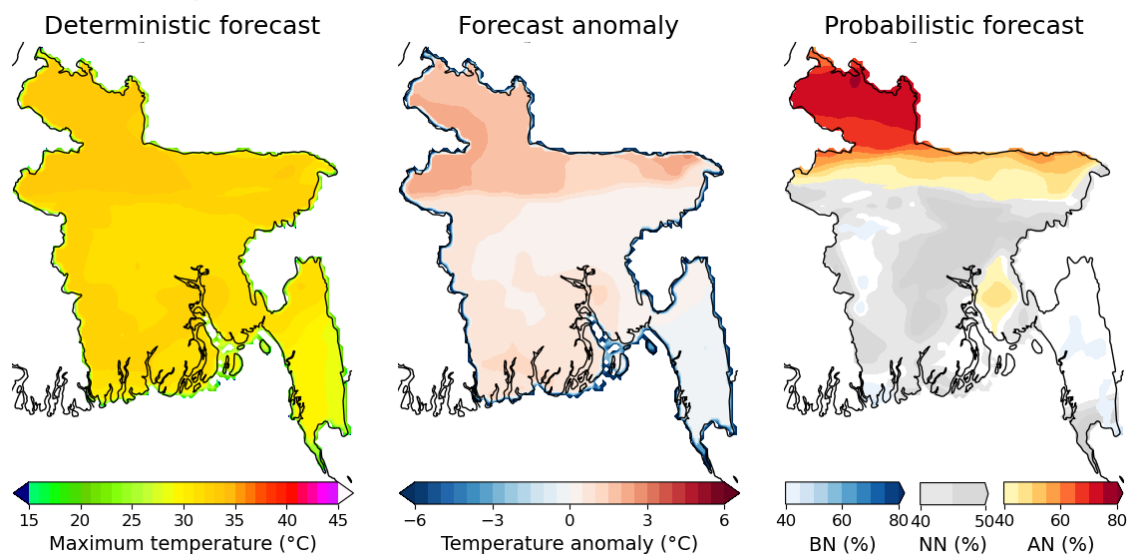 Deterministic forecast
Forecast anomaly
Probabilistic forecast
15 20 25 30 35 40 45
Maximum temperature (°C)
−6 −3 0 3 6
Temperature anomaly (°C)
40 60 80
BN (%)
40 50
NN (%)
40 60 80
AN (%)